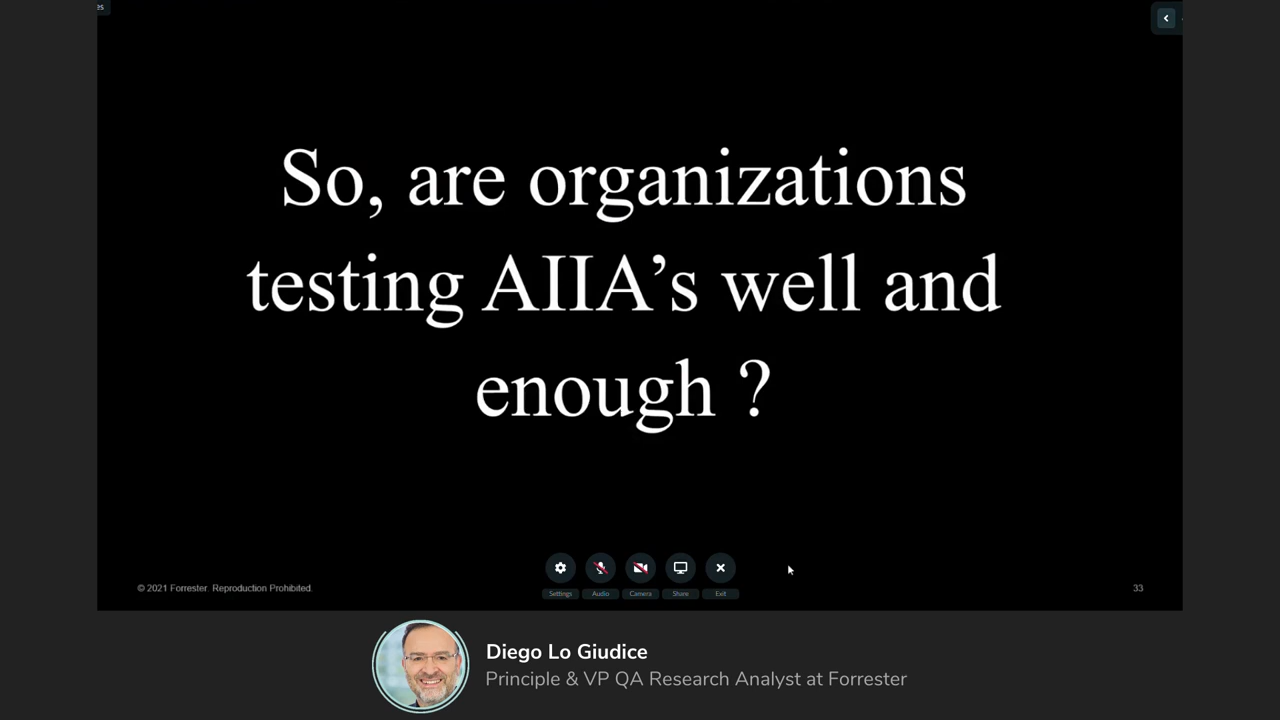 es
So, are organizations
testing AIIA’s well and
enough ?
Settings
Audio
Camera
Share
Exit
© 2021 Forrester. Reproduction Prohibited.
33
Diego Lo Giudice
Principle & VP QA Research Analyst at Forrester